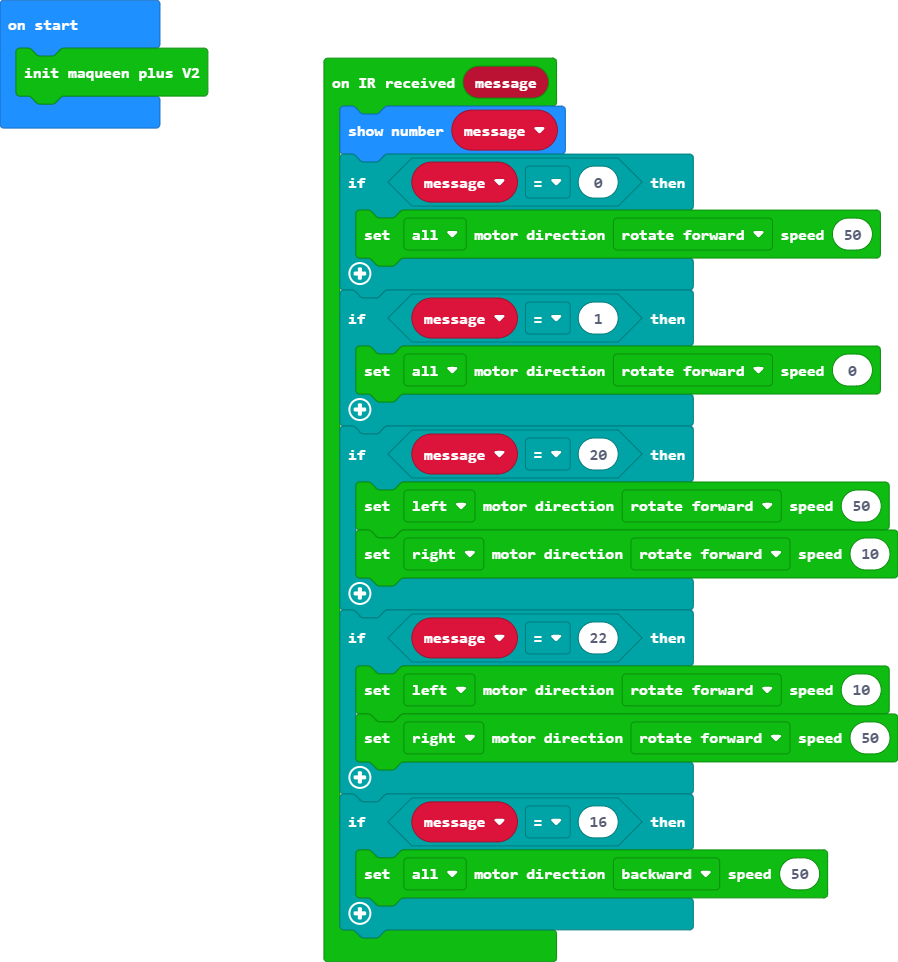 on start
init maqueen plus V2
on IR received message
show number message
if message = 0 then
set all motor direction rotate forward speed 50
if message = 1 then
set all motor direction rotate forward speed 0
if message = 20 then
set left motor direction rotate forward speed 50
set right motor direction rotate forward speed 10
if message = 22 then
set left motor direction rotate forward speed 10
set right motor direction rotate forward speed 50
if message = 16 then
set all motor direction backward speed 50